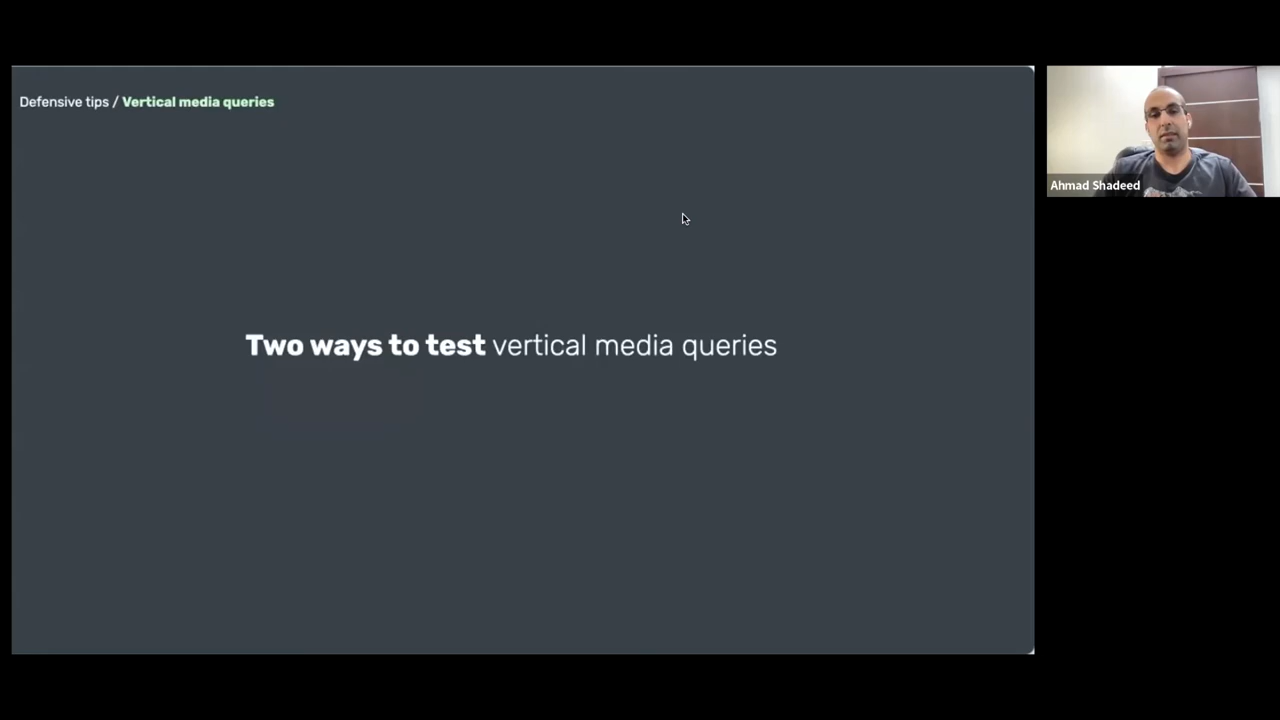 Defensive tips / Vertical media queries
Ahmad Shadeed
Two ways to test vertical media queries